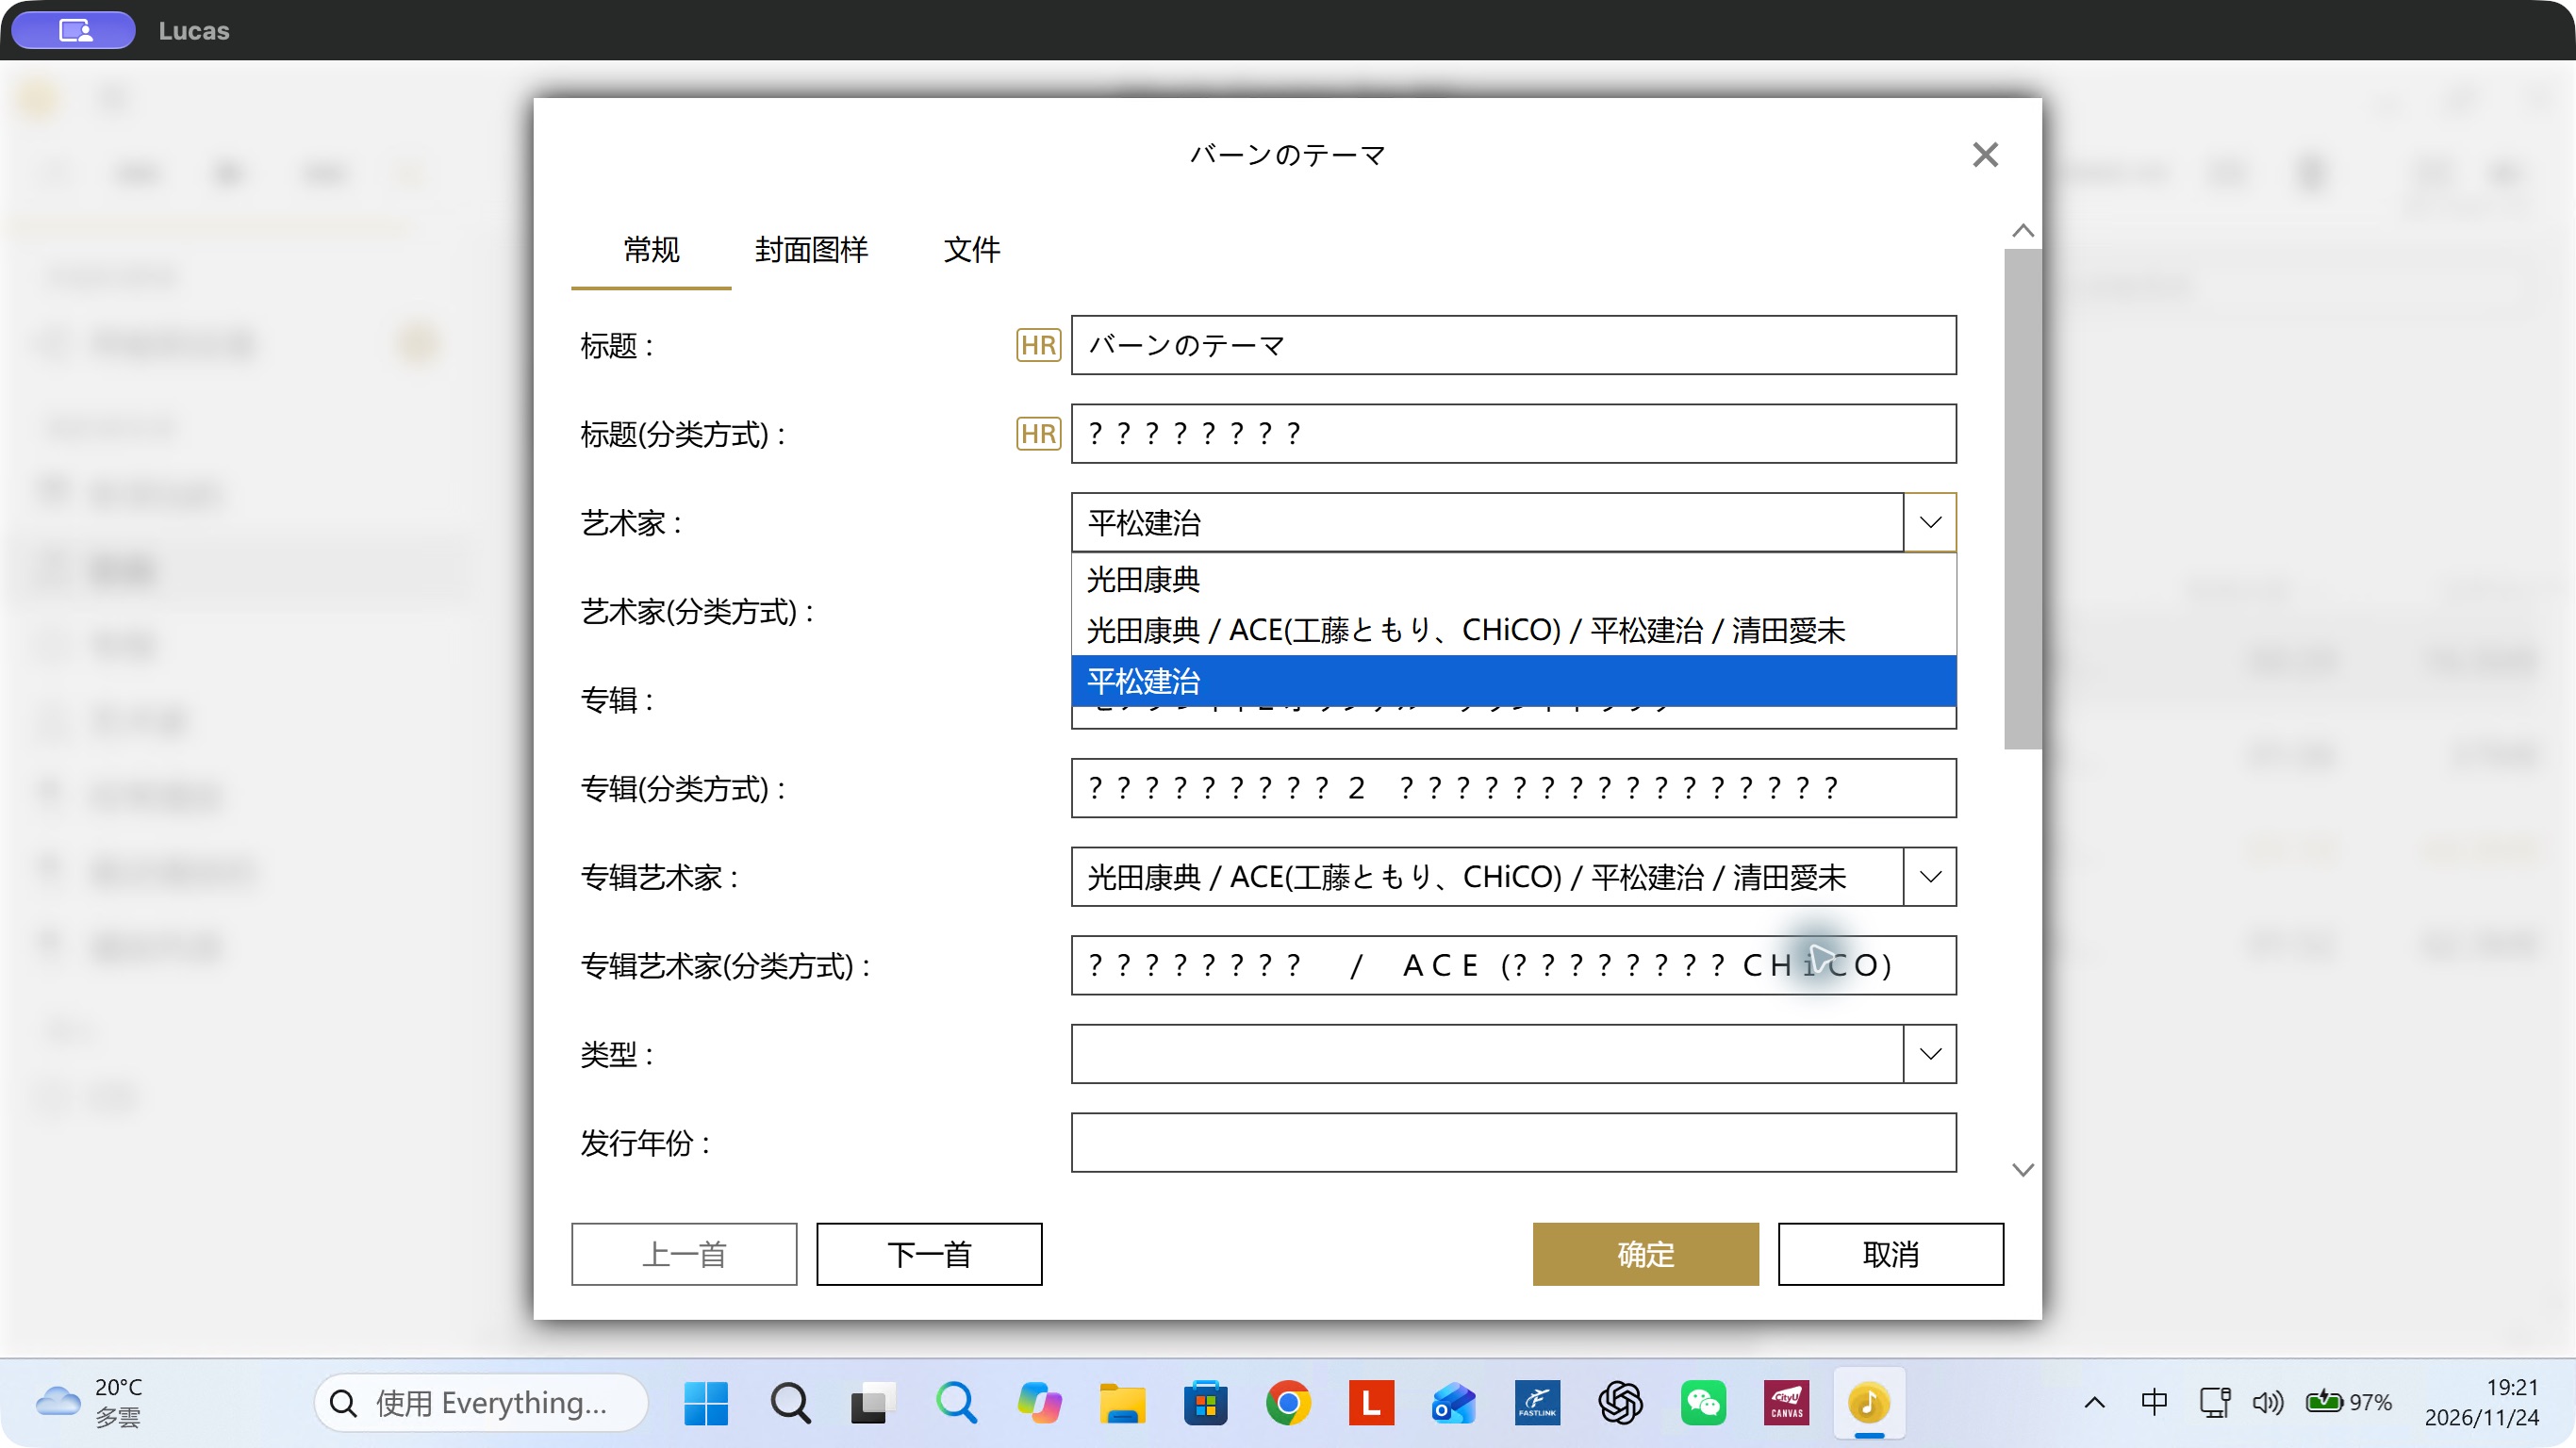 Lucas
バーンのテーマ
常规 封面图样 文件
标题 : HR バーンのテーマ
标题(分类方式) : HR ? ? ? ? ? ? ? ?
艺术家 : 平松建治
光田康典
艺术家(分类方式) : 光田康典 / ACE(工藤ともり、CHiCO) / 平松建治 / 清田愛未
平松建治
专辑 :
专辑(分类方式) : ? ? ? ? ? ? ? ? ? 2 ? ? ? ? ? ? ? ? ? ? ? ? ? ? ? ?
专辑艺术家 : 光田康典 / ACE(工藤ともり、CHiCO) / 平松建治 / 清田愛未
专辑艺术家(分类方式) : ? ? ? ? ? ? ? ? / ACE (? ? ? ? ? ? ? ? CHiCO)
类型 :
发行年份 :
上一首 下一首 确定 取消
20°C
多雲
使用 Everything...
L
O
FASTLINK
CityU
CANVAS
中
97%
19:21
2026/11/24